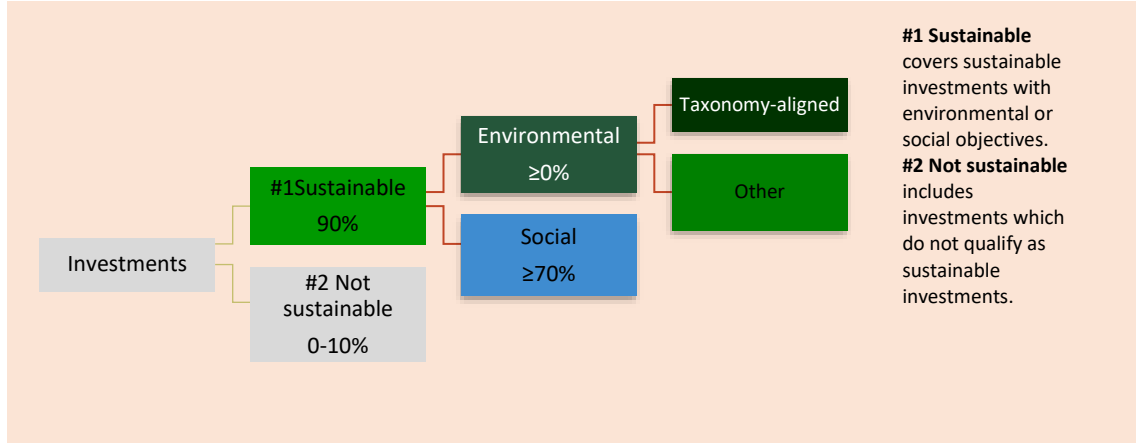 Investments
#1Sustainable
90%
#2 Not
sustainable
0-10%
Environmental
≥0%
Social
≥70%
Taxonomy-aligned
Other
#1 Sustainable
covers sustainable
investments with
environmental or
social objectives.
#2 Not sustainable
includes
investments which
do not qualify as
sustainable
investments.